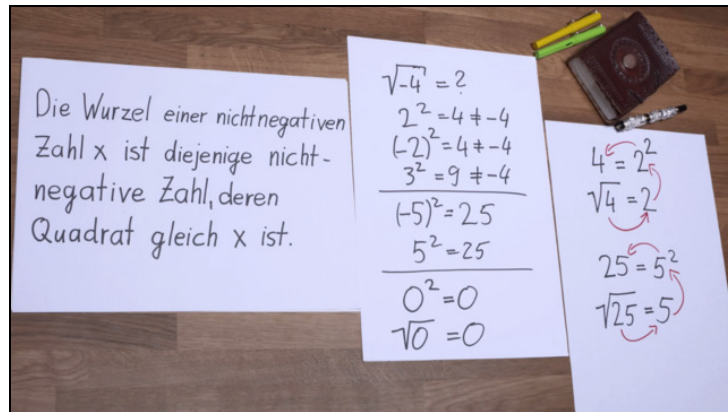 Die Wurzel einer nichtnegativen
Zahl x ist diejenige nicht-
negative Zahl, deren
Quadrat gleich x ist.
√-4 = ?
2² = 4 ≠ -4
(-2)² = 4 ≠ -4
3² = 9 ≠ -4
(-5)² = 25
5² = 25
0² = 0
√0 = 0
4 = 2²
√4 = 2
25 = 5²
√25 = 5